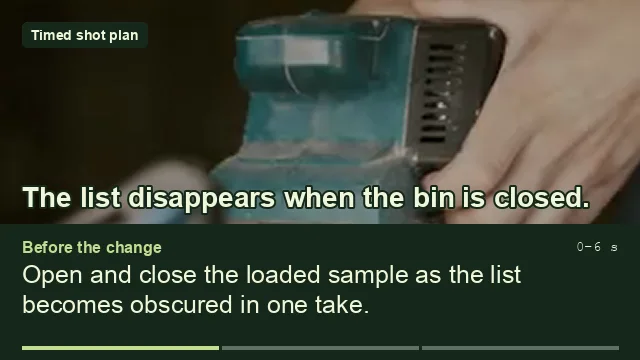 Timed shot plan
The list disappears when the bin is closed.
Before the change
0–6 s
Open and close the loaded sample as the list
becomes obscured in one take.